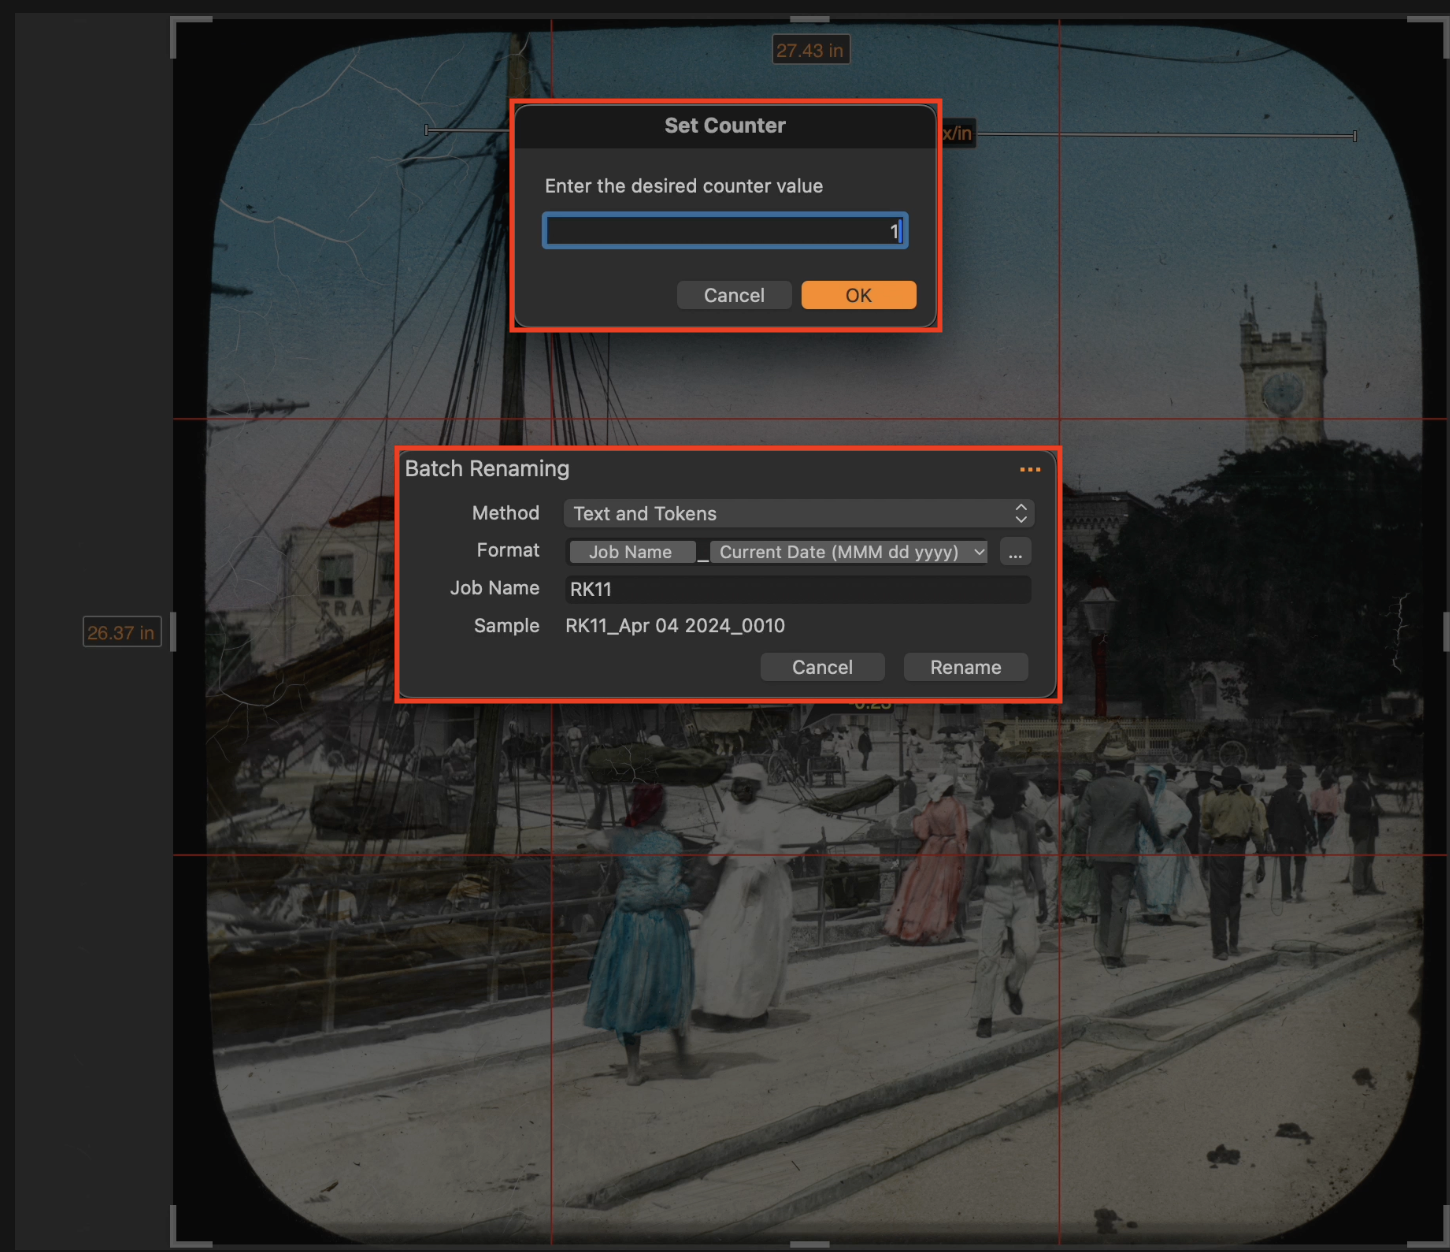 27.43 in
Set Counter
x/in
Enter the desired counter value
1
Cancel OK
Batch Renaming
Method Text and Tokens
Format Job Name _ Current Date (MMM dd yyyy) ...
Job Name RK11
26.37 in
Sample RK11_Apr 04 2024_0010
Cancel Rename